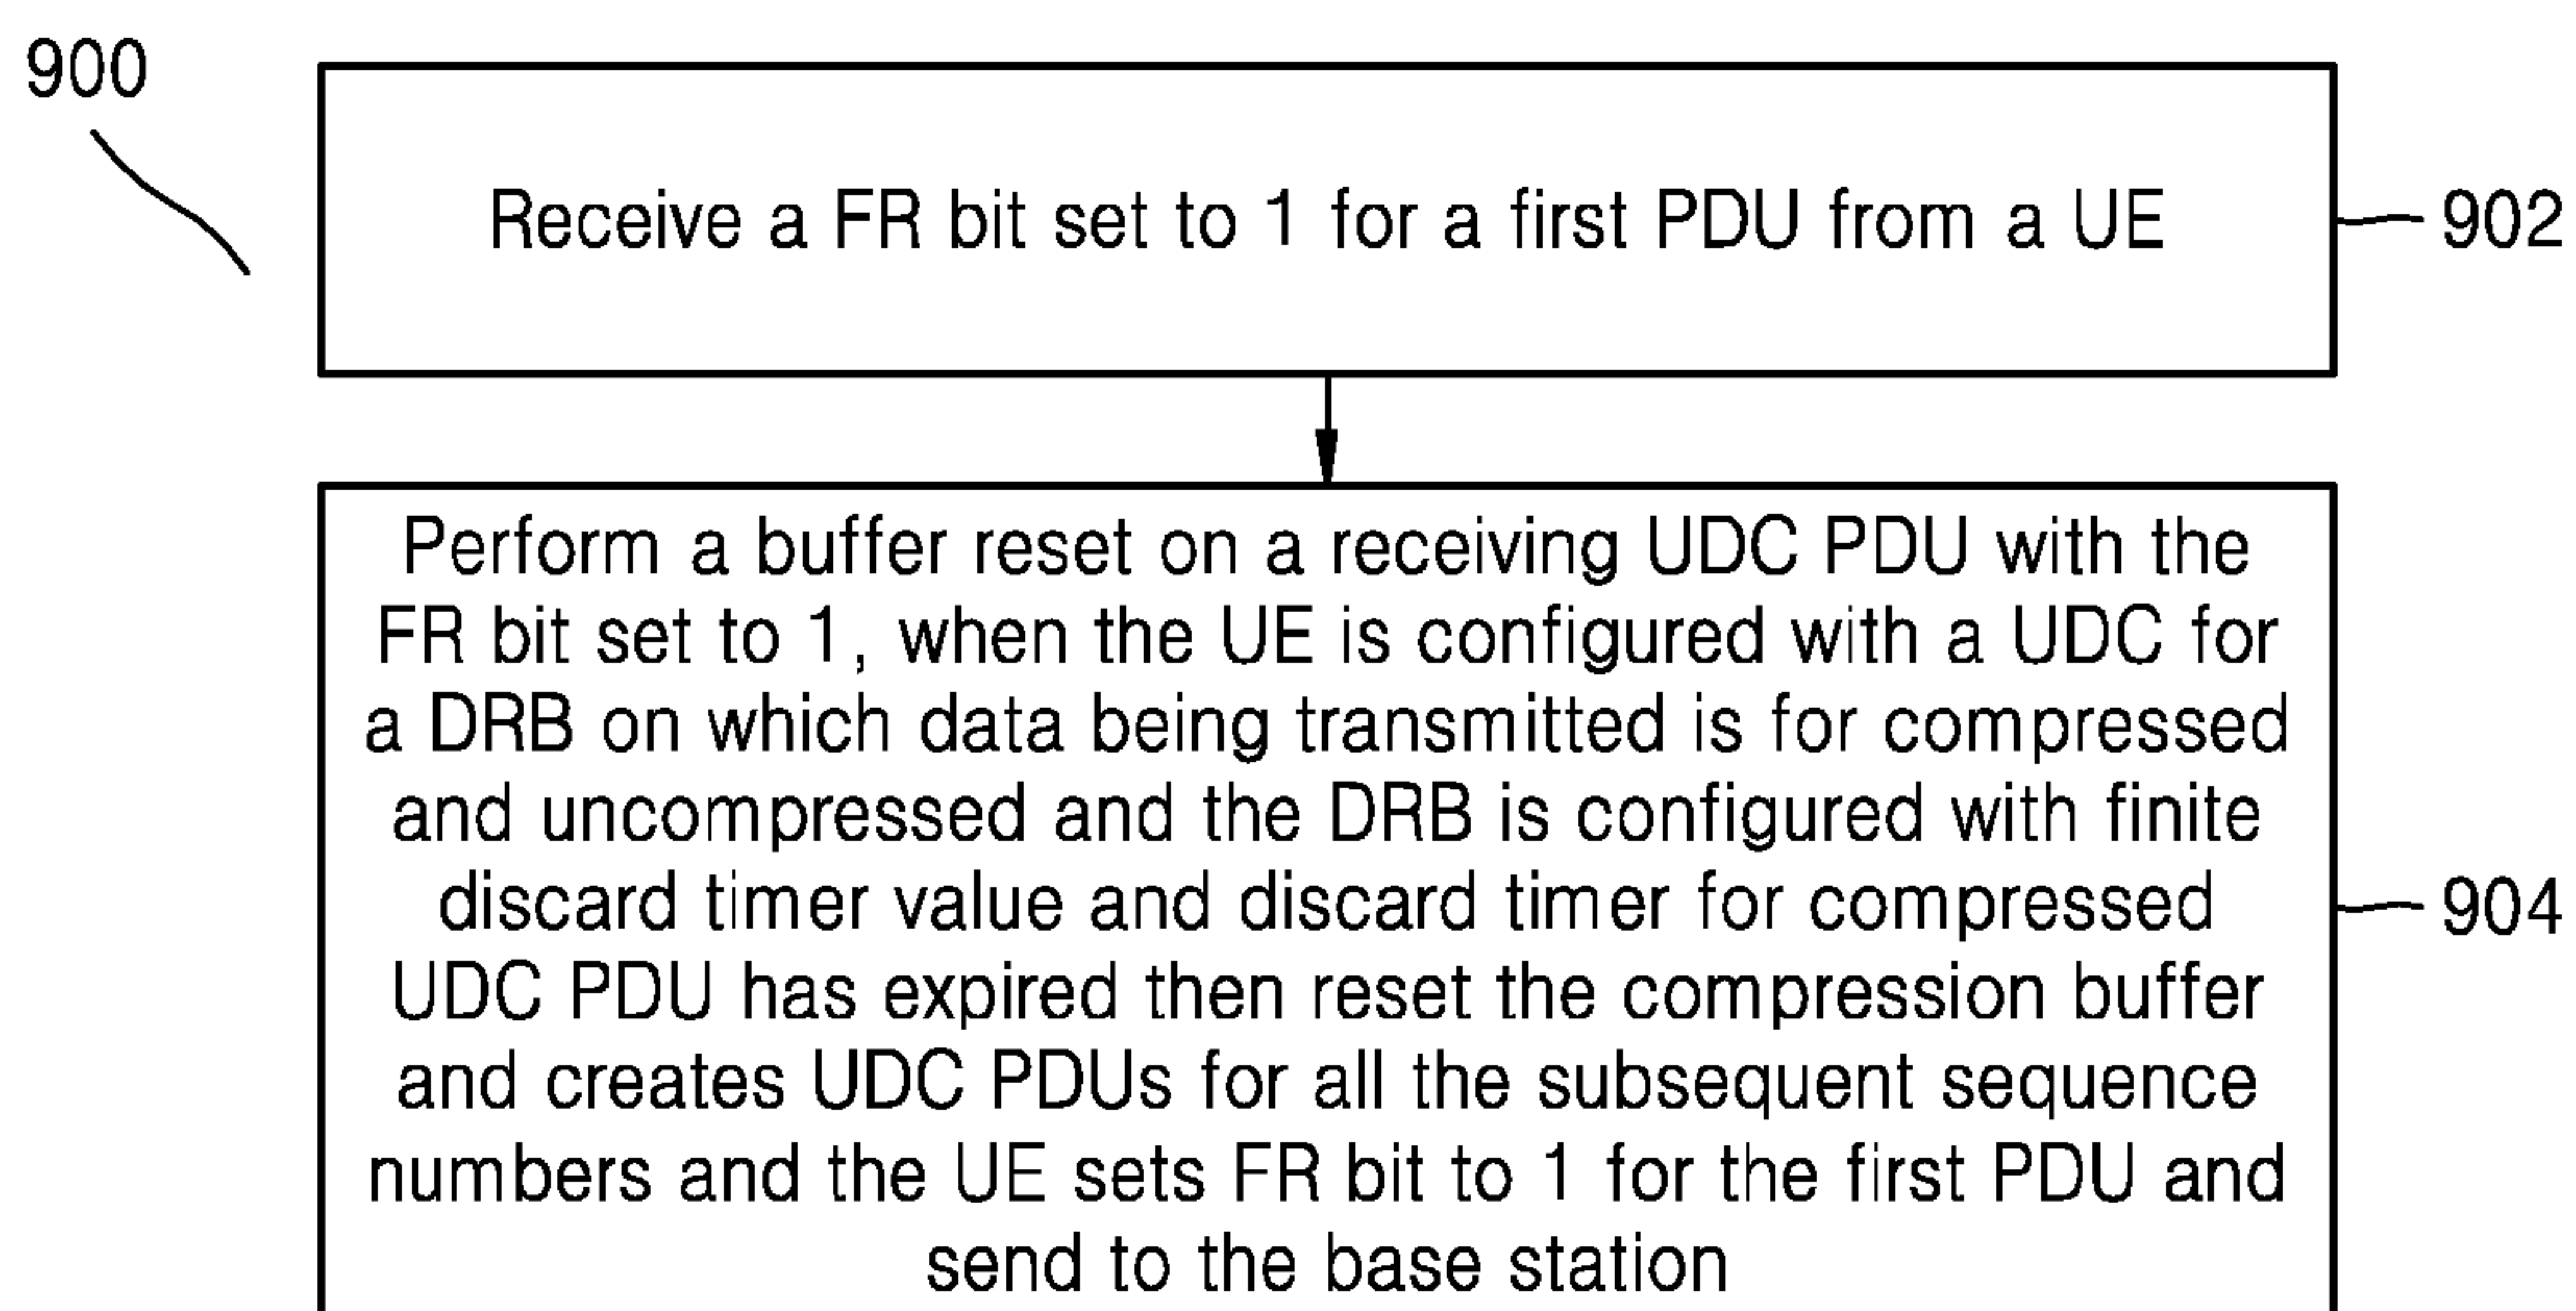 900
Receive a FR bit set to 1 for a first PDU from a UE
902
Perform a buffer reset on a receiving UDC PDU with the
FR bit set to 1, when the UE is configured with a UDC for
a DRB on which data being transmitted is for compressed
and uncompressed and the DRB is configured with finite
discard timer value and discard timer for compressed
UDC PDU has expired then reset the compression buffer
and creates UDC PDUs for all the subsequent sequence
numbers and the UE sets FR bit to 1 for the first PDU and
send to the base station
904